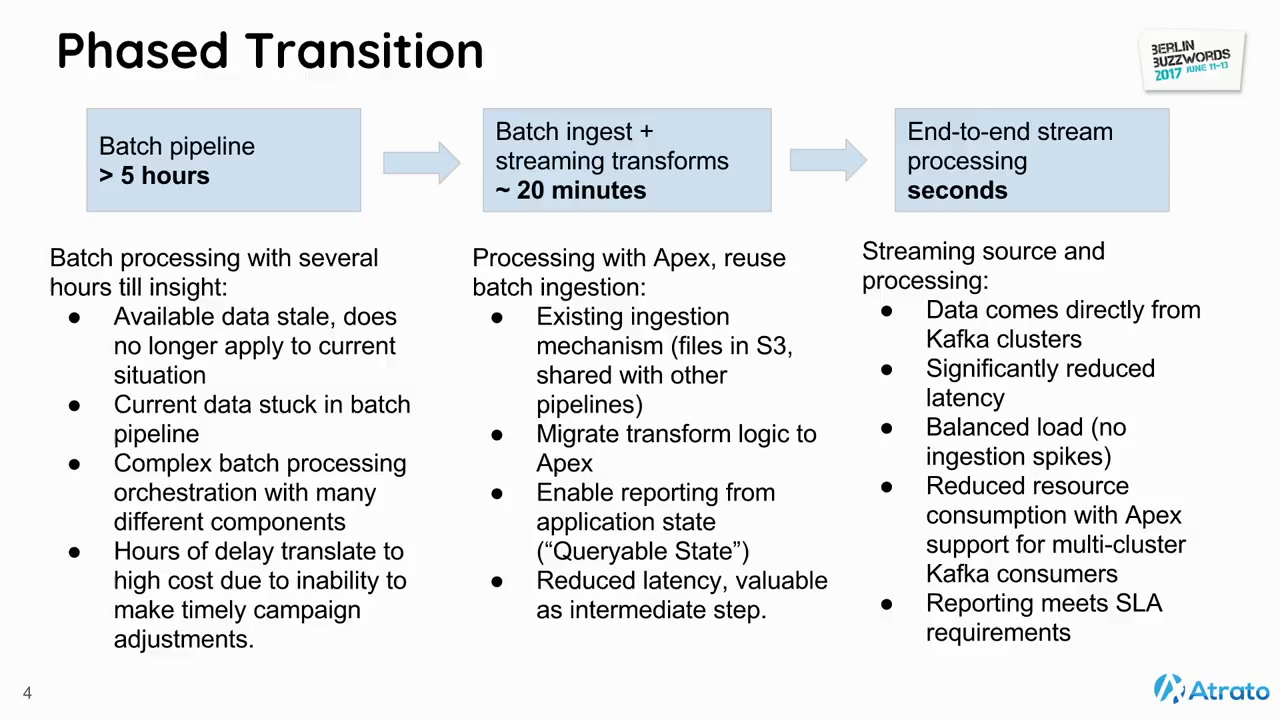 Phased Transition
BERLIN
BUZZWORDS
2017 JUNE 11-13
Batch pipeline
> 5 hours
Batch ingest +
streaming transforms
~ 20 minutes
End-to-end stream
processing
seconds
Batch processing with several
hours till insight:
● Available data stale, does
no longer apply to current
situation
● Current data stuck in batch
pipeline
● Complex batch processing
orchestration with many
different components
● Hours of delay translate to
high cost due to inability to
make timely campaign
adjustments.
Processing with Apex, reuse
batch ingestion:
● Existing ingestion
mechanism (files in S3,
shared with other
pipelines)
● Migrate transform logic to
Apex
● Enable reporting from
application state
(“Queryable State”)
● Reduced latency, valuable
as intermediate step.
Streaming source and
processing:
● Data comes directly from
Kafka clusters
● Significantly reduced
latency
● Balanced load (no
ingestion spikes)
● Reduced resource
consumption with Apex
support for multi-cluster
Kafka consumers
● Reporting meets SLA
requirements
4
Atrato